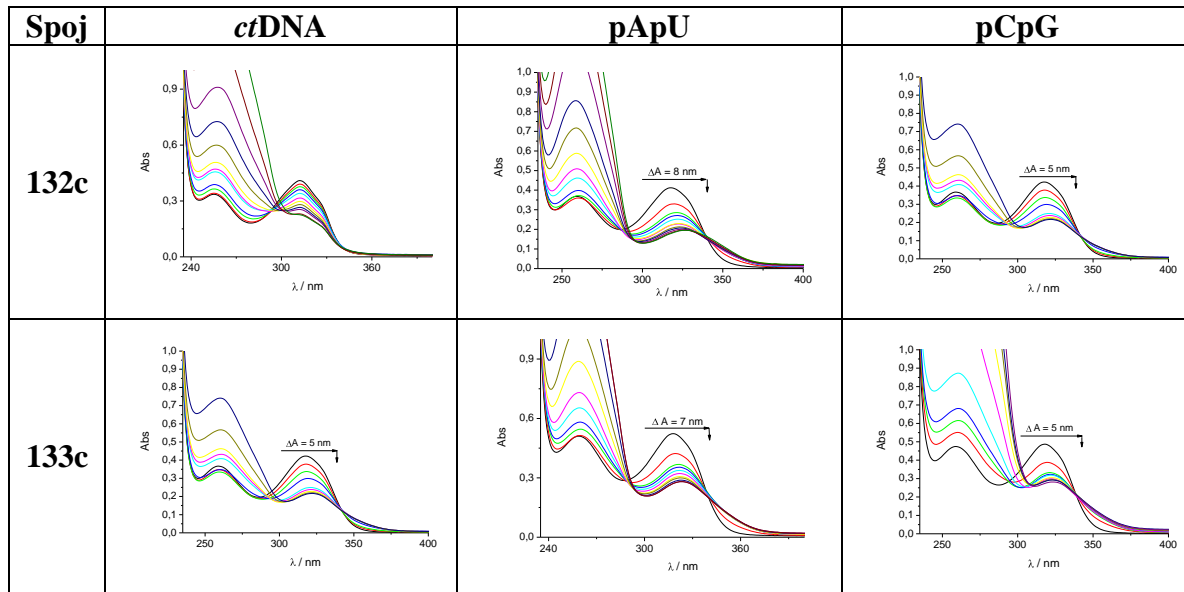 Spoj ctDNA pApU pCpG
132c
Abs
0,9
0,6
0,3
0,0
240 300 360
λ / nm
Abs
1,0
0,9
0,8
0,7
0,6
0,5
0,4
0,3
0,2
0,1
0,0
ΔA = 8 nm
250 300 350 400
λ / nm
Abs
1,0
0,9
0,8
0,7
0,6
0,5
0,4
0,3
0,2
0,1
0,0
ΔA = 5 nm
250 300 350 400
λ / nm
133c
Abs
1,0
0,9
0,8
0,7
0,6
0,5
0,4
0,3
0,2
0,1
0,0
ΔA = 5 nm
250 300 350 400
λ / nm
Abs
0,9
0,6
0,3
0,0
Δ A = 7 nm
240 300 360
λ / nm
Abs
1,0
0,9
0,8
0,7
0,6
0,5
0,4
0,3
0,2
0,1
0,0
ΔA = 5 nm
250 300 350 400
λ / nm